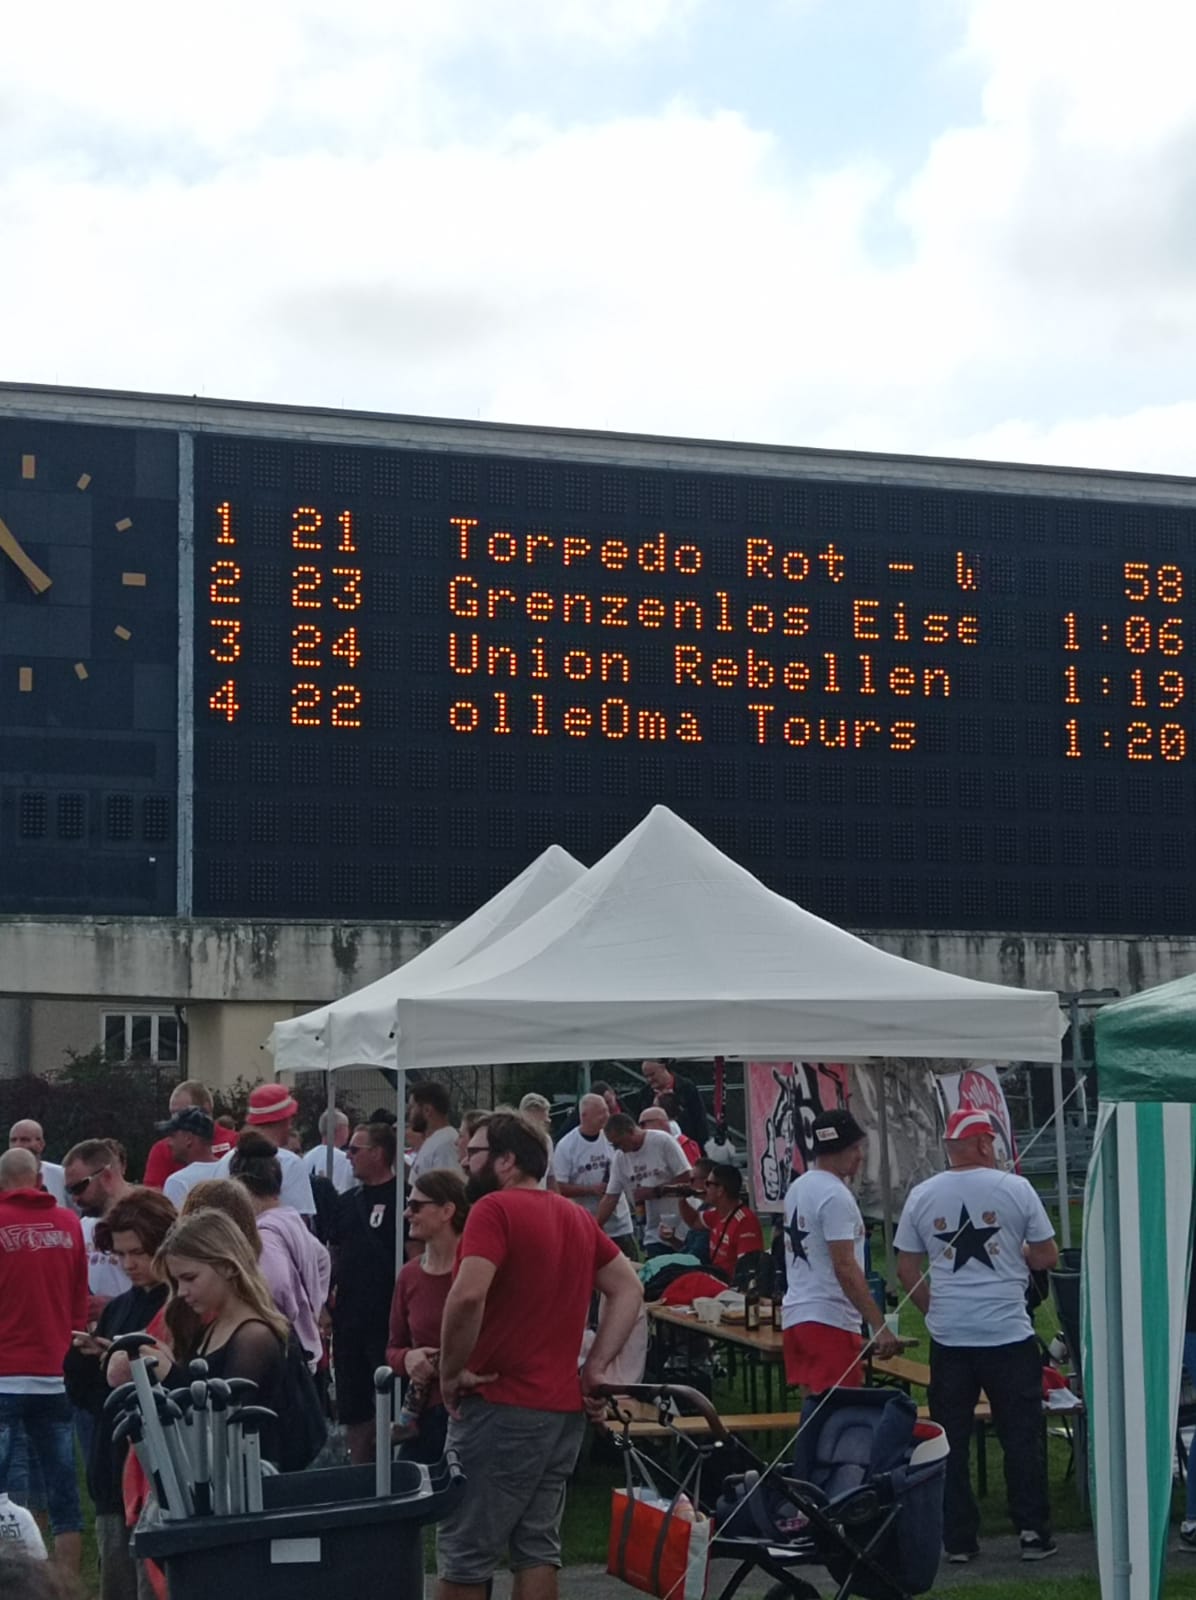 1 21 Torpedo Rot - W 58
2 23 Grenzenlos Eise 1:06
3 24 Union Rebellen 1:19
4 22 olleOma Tours 1:20